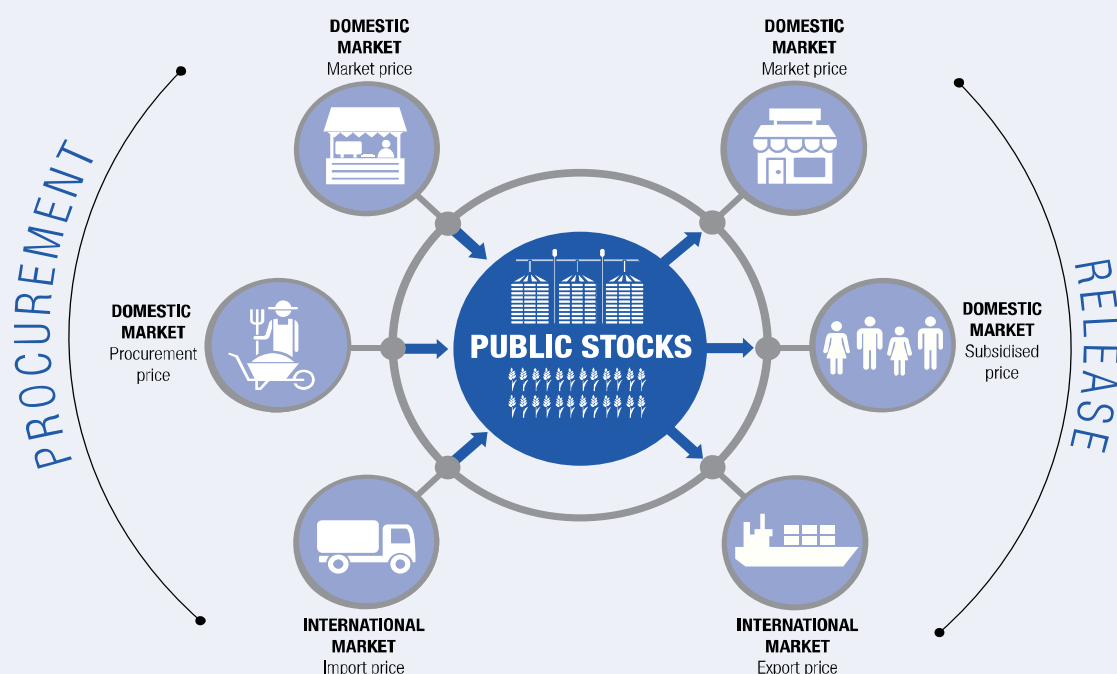 DOMESTIC
MARKET
Market price
DOMESTIC
MARKET
Market price
PROCUREMENT
RELEASE
DOMESTIC
MARKET
Procurement
price
PUBLIC STOCKS
DOMESTIC
MARKET
Subsidised
price
INTERNATIONAL
MARKET
Import price
INTERNATIONAL
MARKET
Export price